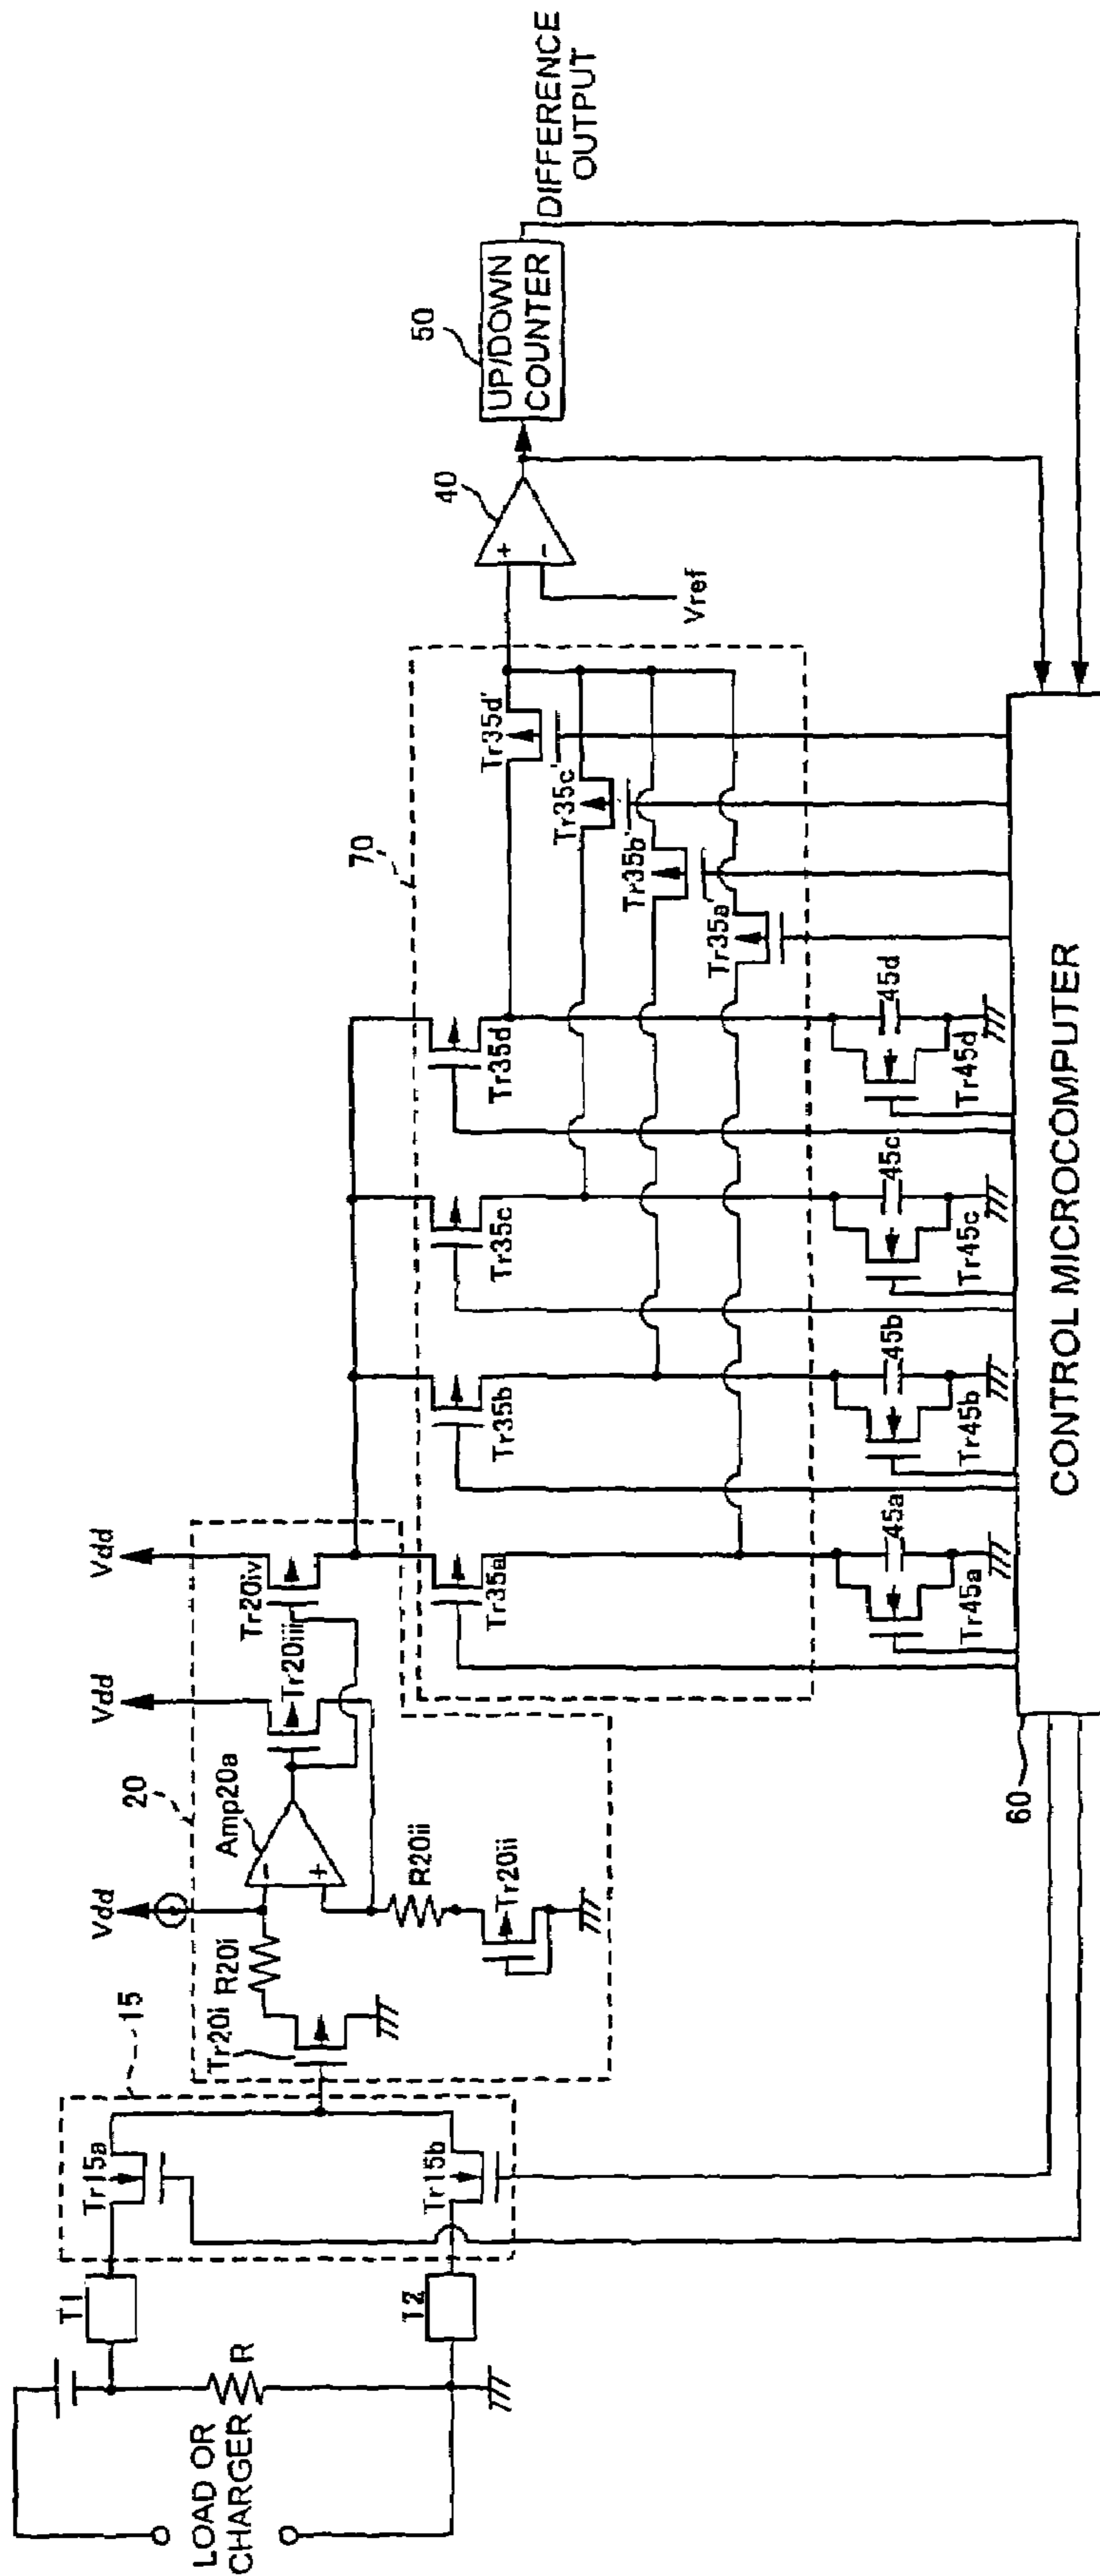 LOAD OR
CHARGER
R
T1
T2
15
Tr15a
Tr15b
20
Vdd
Vdd
Vdd
Tr20i
R20i
Amp20a
-
+
R20ii
Tr20ii
Tr20iii
Tr20iv
70
Tr35a
Tr35b
Tr35c
Tr35d
Tr35a'
Tr35b'
Tr35c'
Tr35d'
45a
Tr45a
45b
Tr45b
45c
Tr45c
45d
Tr45d
40
+
-
Vref
50
UP/DOWN
COUNTER
DIFFERENCE
OUTPUT
60
CONTROL MICROCOMPUTER